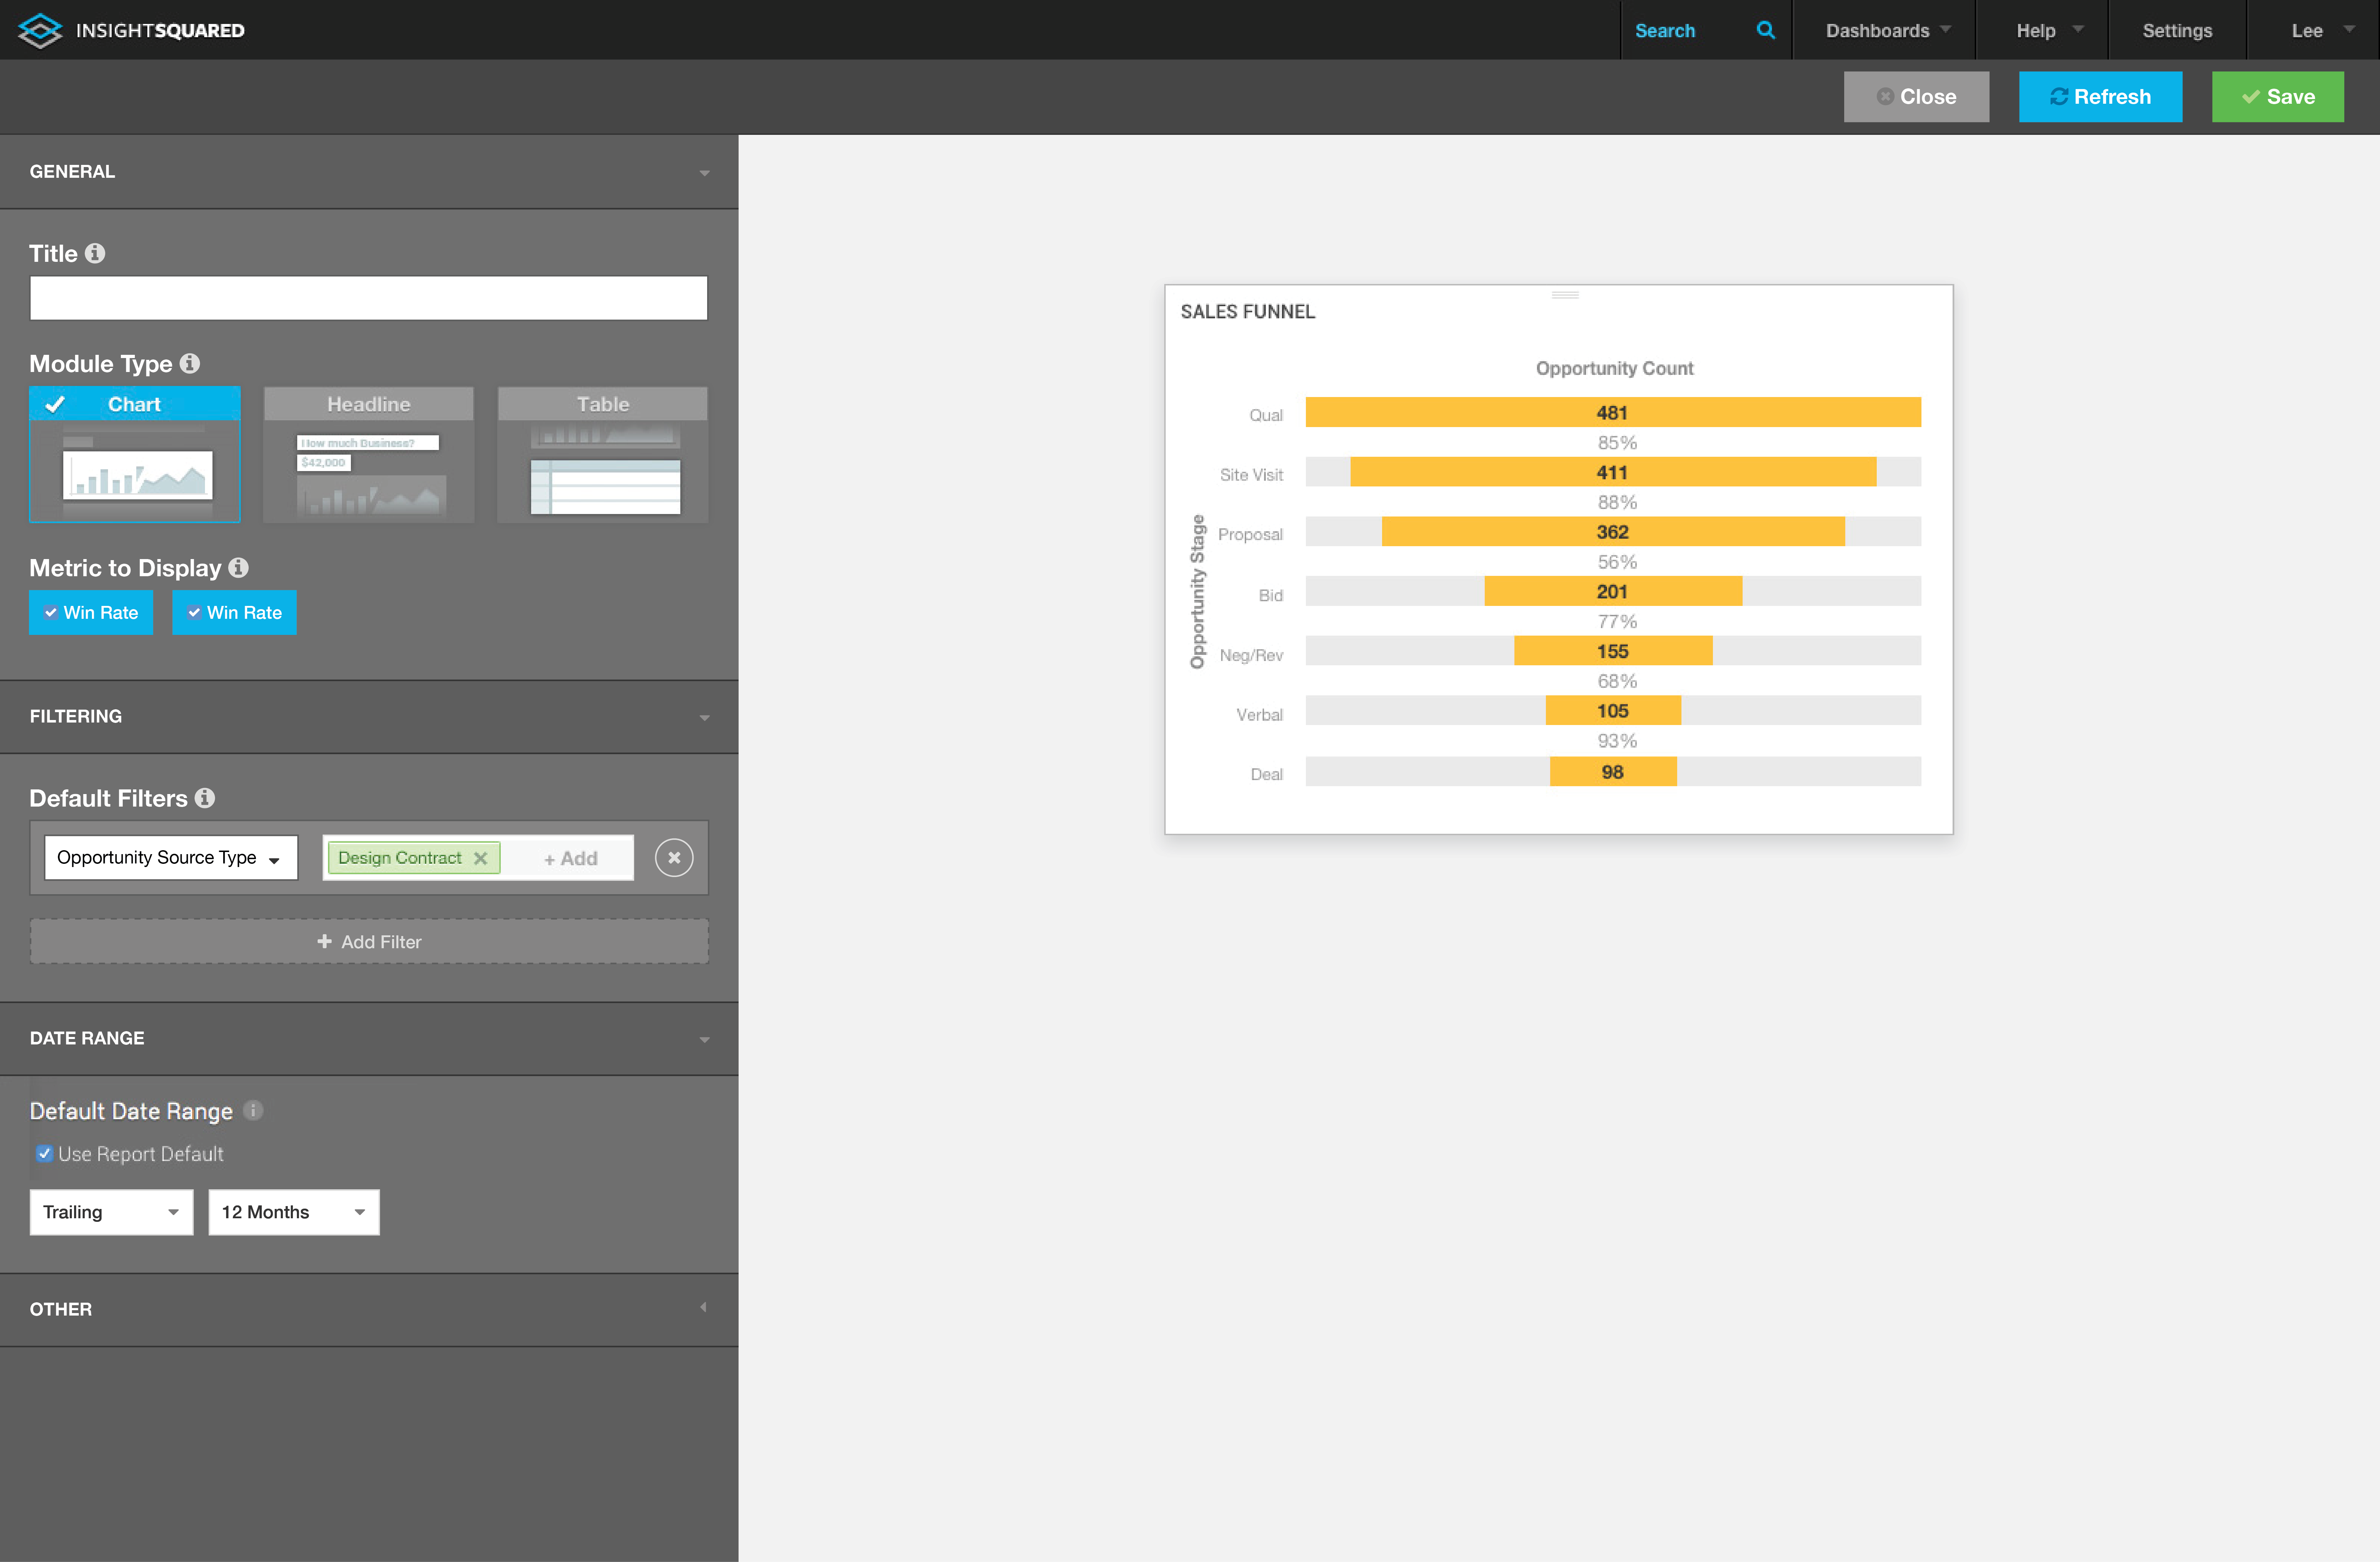 INSIGHTSQUARED
Search
Dashboards
Help
Settings
Lee
Close
Refresh
Save
GENERAL
Title
Module Type
Chart
Headline
How much Business?
$42,000
Table
Metric to Display
Win Rate
Win Rate
FILTERING
Default Filters
Opportunity Source Type
Design Contract
+ Add
Add Filter
DATE RANGE
Default Date Range
Use Report Default
Trailing
12 Months
OTHER
SALES FUNNEL
Opportunity Count
Opportunity Stage
Qual
481
85%
Site Visit
411
88%
Proposal
362
56%
Bid
201
77%
Neg/Rev
155
68%
Verbal
105
93%
Deal
98